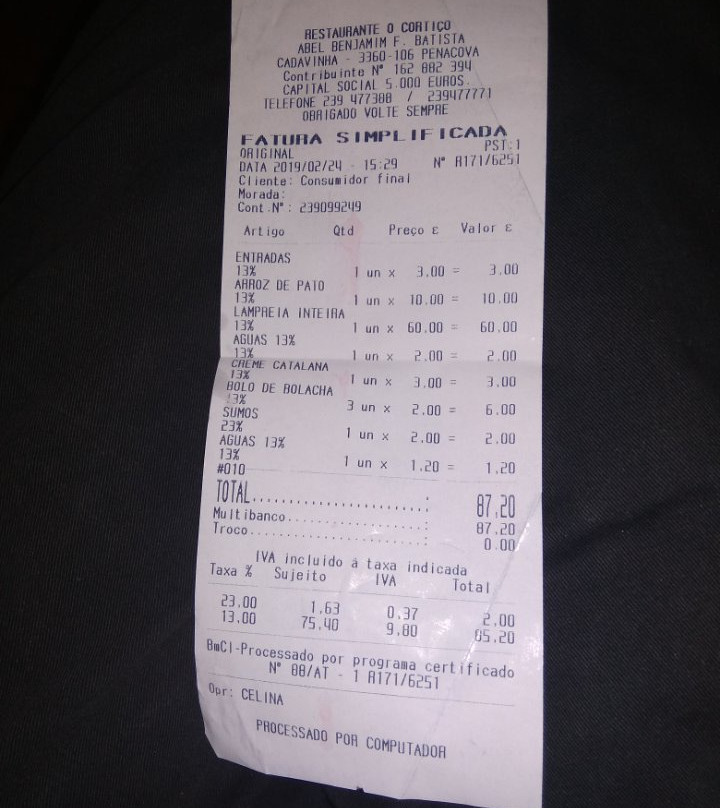 RESTAURANTE O CORTIÇO
ABEL BENJAMIM F. BATISTA
CADAVINHA - 3360-106 PENACOVA
Contribuinte Nº 162 882 394
CAPITAL SOCIAL 5.000 EUROS.
TELEFONE 239 477388 / 239477771
OBRIGADO VOLTE SEMPRE
FATURA SIMPLIFICADA
ORIGINAL PST:1
DATA 2019/02/24 - 15:29 Nº R171/6251
Cliente: Consumidor final
Morada:
Cont.Nº: 239099249
Artigo Qtd Preço € Valor €
ENTRADAS
13% 1 un x 3.00 = 3.00
ARROZ DE PATO
13% 1 un x 10.00 = 10.00
LAMPREIA INTEIRA
13% 1 un x 60.00 = 60.00
AGUAS 13%
13% 1 un x 2.00 = 2.00
CREME CATALANA
13% 1 un x 3.00 = 3.00
BOLO DE BOLACHA
13% 3 un x 2.00 = 6.00
SUMOS
23% 1 un x 2.00 = 2.00
AGUAS 13%
13% 1 un x 1.20 = 1.20
#010
TOTAL........................: 87.20
Multibanco...................: 87.20
Troco........................: 0.00
IVA incluido à taxa indicada
Taxa % Sujeito IVA Total
23.00 1.63 0.37 2.00
13.00 75.40 9.80 85.20
BmCl-Processado por programa certificado
Nº 88/AT - 1 R171/6251
Opr: CELINA
PROCESSADO POR COMPUTADOR